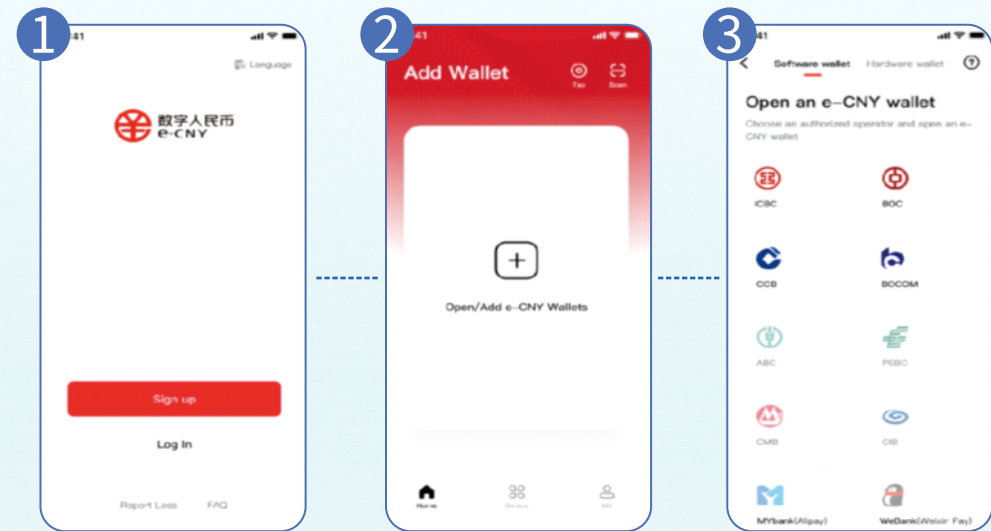 1
:41
Language
数字人民币
e-CNY
Sign up
Log In
Report Loss
FAQ
2
41
Add Wallet
Tap
Scan
Open/Add e-CNY Wallets
Home
Service
Me
3
41
Software wallet
Hardware wallet
Open an e-CNY wallet
Choose an authorized operator and open an e-
CNY wallet
ICBC
BOC
CCB
BOCOM
ABC
PSBC
CMB
CIB
MYbank(Alipay)
WeBank(Weixin Pay)